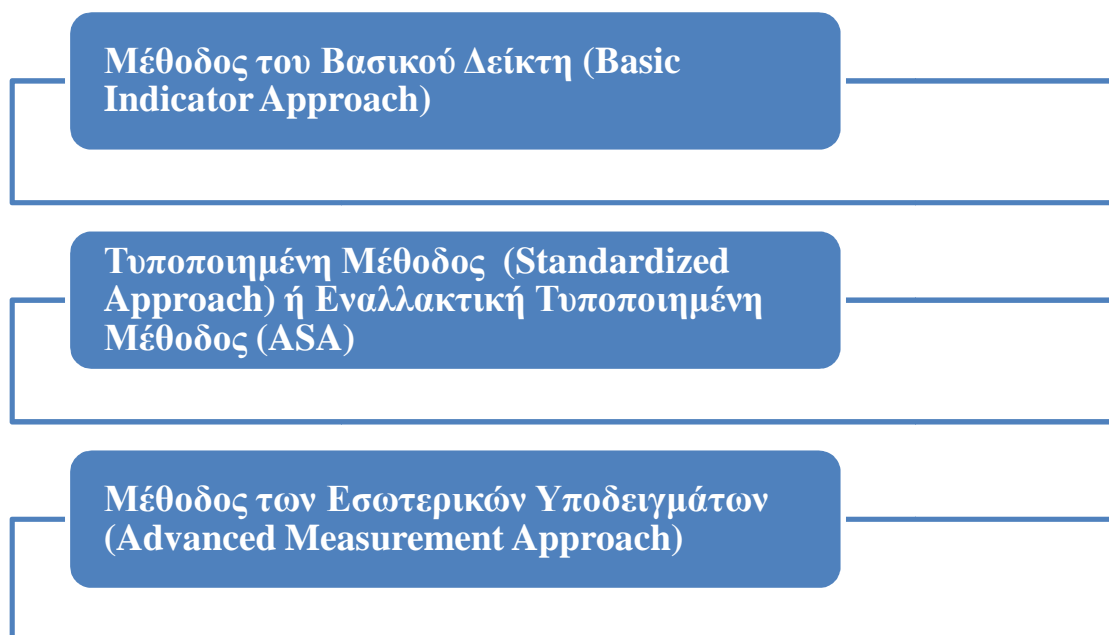 Μέθοδος του Βασικού Δείκτη (Basic
Indicator Approach)
Τυποποιημένη Μέθοδος (Standardized
Approach) ή Εναλλακτική Τυποποιημένη
Μέθοδος (ASA)
Μέθοδος των Εσωτερικών Υποδειγμάτων
(Advanced Measurement Approach)